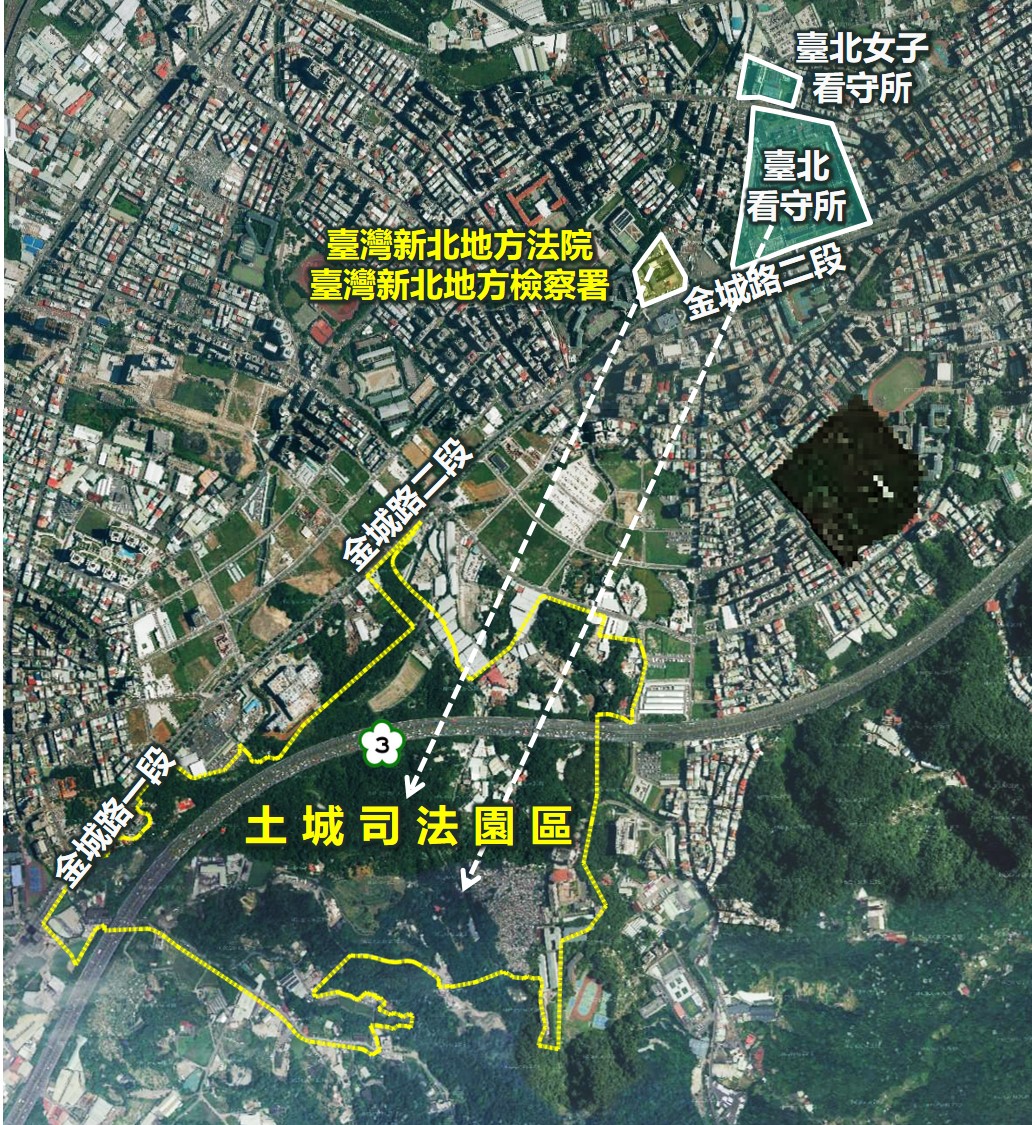 臺北女子
看守所
臺北
看守所
臺灣新北地方法院
臺灣新北地方檢察署
金城路二段
金城路二段
3
金城路一段
土城司法園區